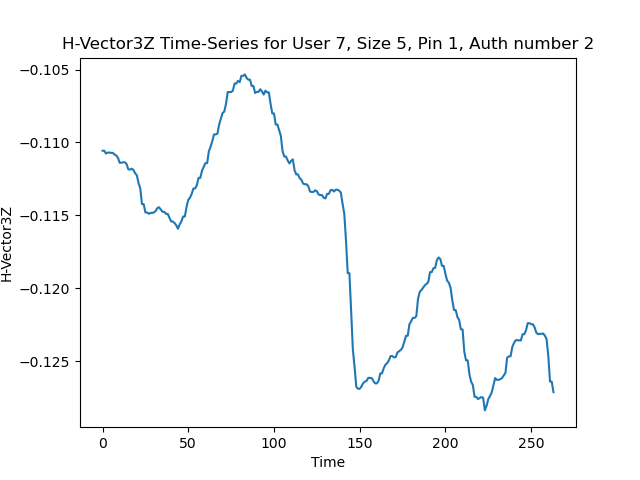 H-Vector3Z Time-Series for User 7, Size 5, Pin 1, Auth number 2
−0.105
−0.110
−0.115
−0.120
−0.125
H-Vector3Z
0 50 100 150 200 250
Time